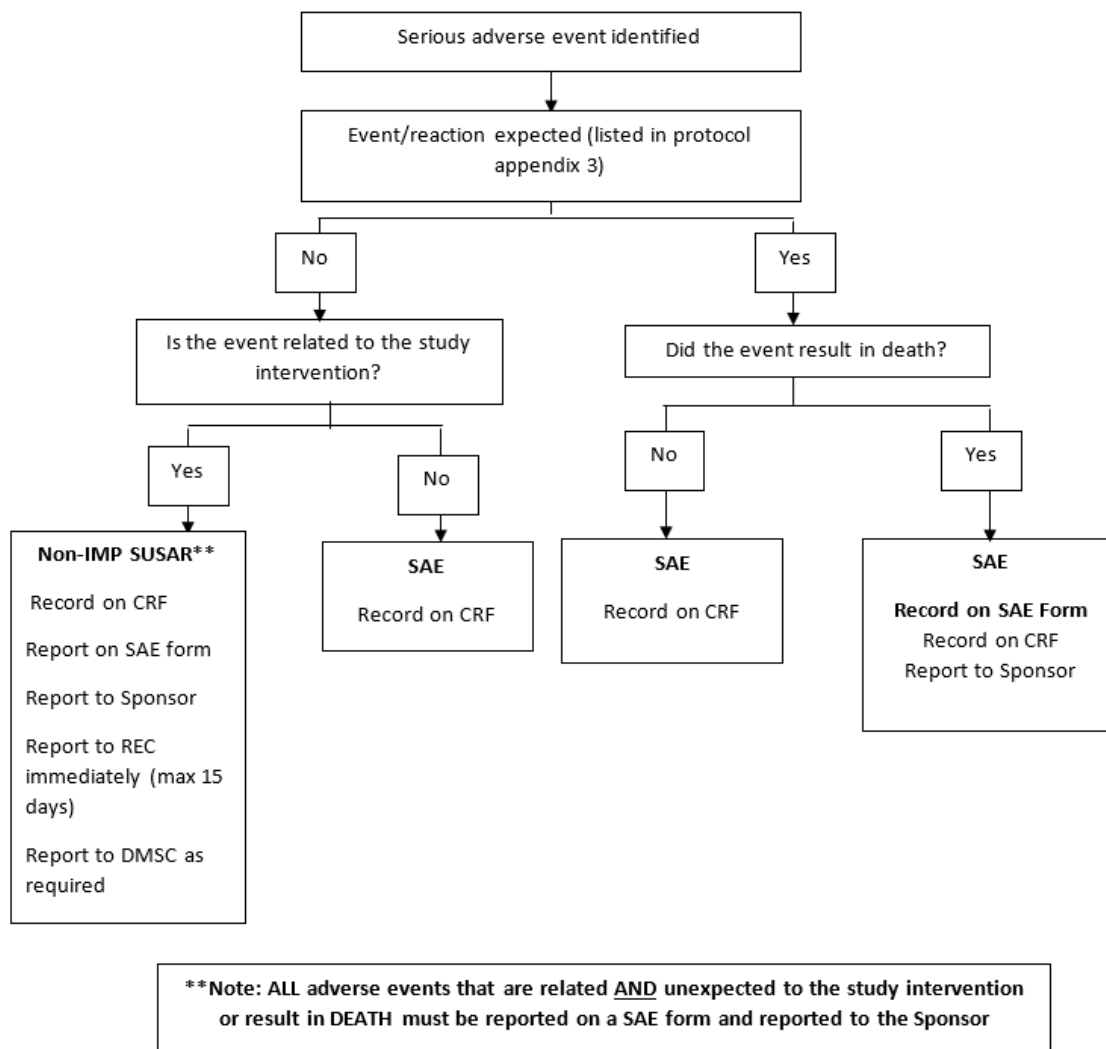 Serious adverse event identified
Event/reaction expected (listed in protocol
appendix 3)
No
Yes
Is the event related to the study
intervention?
Did the event result in death?
Yes
No
No
Yes
Non-IMP SUSAR**
Record on CRF
Report on SAE form
Report to Sponsor
Report to REC
immediately (max 15
days)
Report to DMSC as
required
SAE
Record on CRF
SAE
Record on CRF
SAE
Record on SAE Form
Record on CRF
Report to Sponsor
**Note: ALL adverse events that are related AND unexpected to the study intervention
or result in DEATH must be reported on a SAE form and reported to the Sponsor